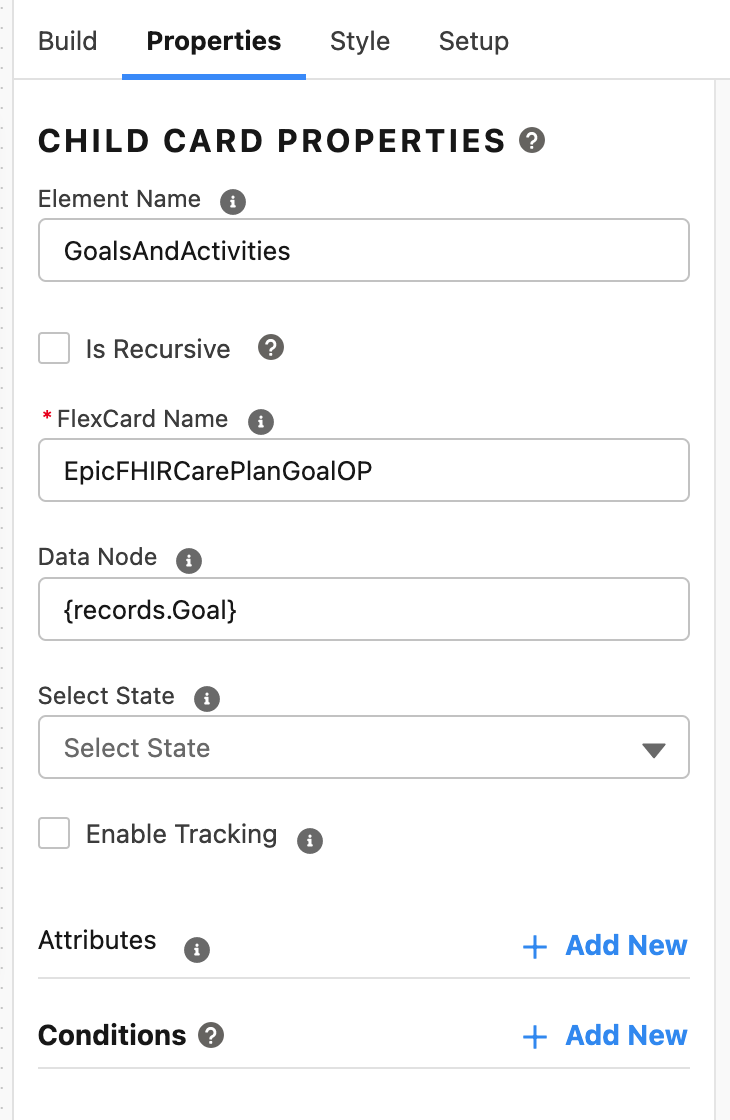 Build Properties Style Setup
CHILD CARD PROPERTIES ?
Element Name i
GoalsAndActivities
Is Recursive ?
* FlexCard Name i
EpicFHIRCarePlanGoalOP
Data Node i
{records.Goal}
Select State i
Select State
Enable Tracking i
Attributes i + Add New
Conditions ? + Add New